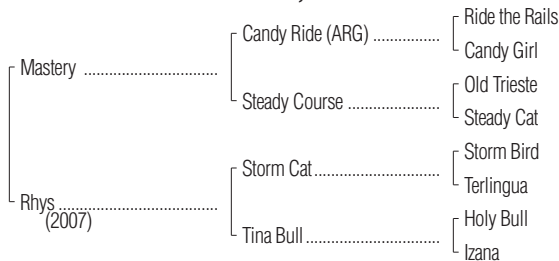 Ride the Rails
Candy Ride (ARG) ................
Candy Girl
Mastery ................................
Old Trieste
Steady Course ......................
Steady Cat
Storm Bird
Storm Cat ..............................
Terlingua
Rhys ......................................
(2007)
Holy Bull
Tina Bull ................................
Izana